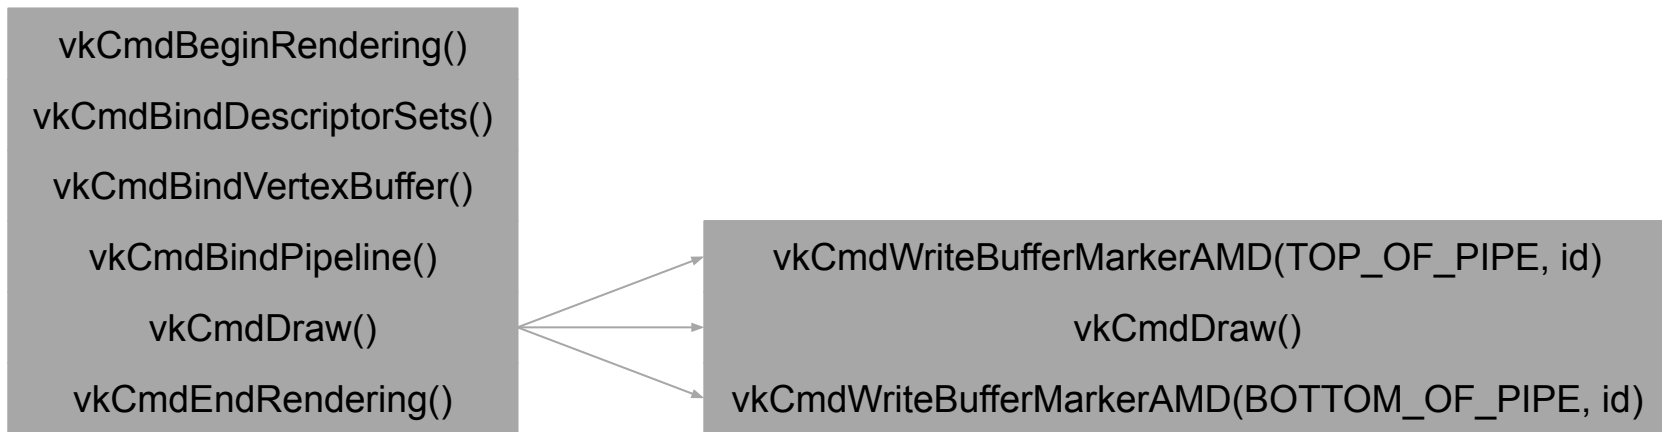 vkCmdBeginRendering()
vkCmdBindDescriptorSets()
vkCmdBindVertexBuffer()
vkCmdBindPipeline()
vkCmdDraw()
vkCmdEndRendering()
vkCmdWriteBufferMarkerAMD(TOP_OF_PIPE, id)
vkCmdDraw()
vkCmdWriteBufferMarkerAMD(BOTTOM_OF_PIPE, id)